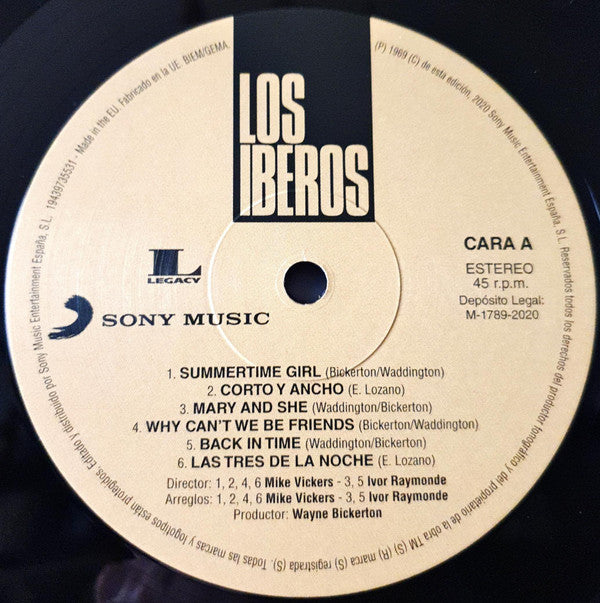 LOS
IBEROS
CARA A
ESTEREO
45 r.p.m.
Depósito Legal:
M-1789-2020
L
LEGACY
SONY MUSIC
1. SUMMERTIME GIRL (Bickerton/Waddington)
2. CORTO Y ANCHO (E. Lozano)
3. MARY AND SHE (Waddington/Bickerton)
4. WHY CAN'T WE BE FRIENDS (Bickerton/Waddington)
5. BACK IN TIME (Waddington/Bickerton)
6. LAS TRES DE LA NOCHE (E. Lozano)
Director: 1, 2, 4, 6 Mike Vickers - 3, 5 Ivor Raymonde
Arreglos: 1, 2, 4, 6 Mike Vickers - 3, 5 Ivor Raymonde
Productor: Wayne Bickerton
(P) 1969 (C) de esta edición, 2020 Sony Music Entertainment España, S.L. Reservados todos los derechos del productor fonográfico y del propietario de la obra TM (S) (R) marca (S) registrada (S). Todas las marcas y logotipos están protegidos. Editado y distribuido por Sony Music Entertainment España, S.L. 19439735531 - Made in the EU. Fabricado en la UE. BIEM/GEMA.